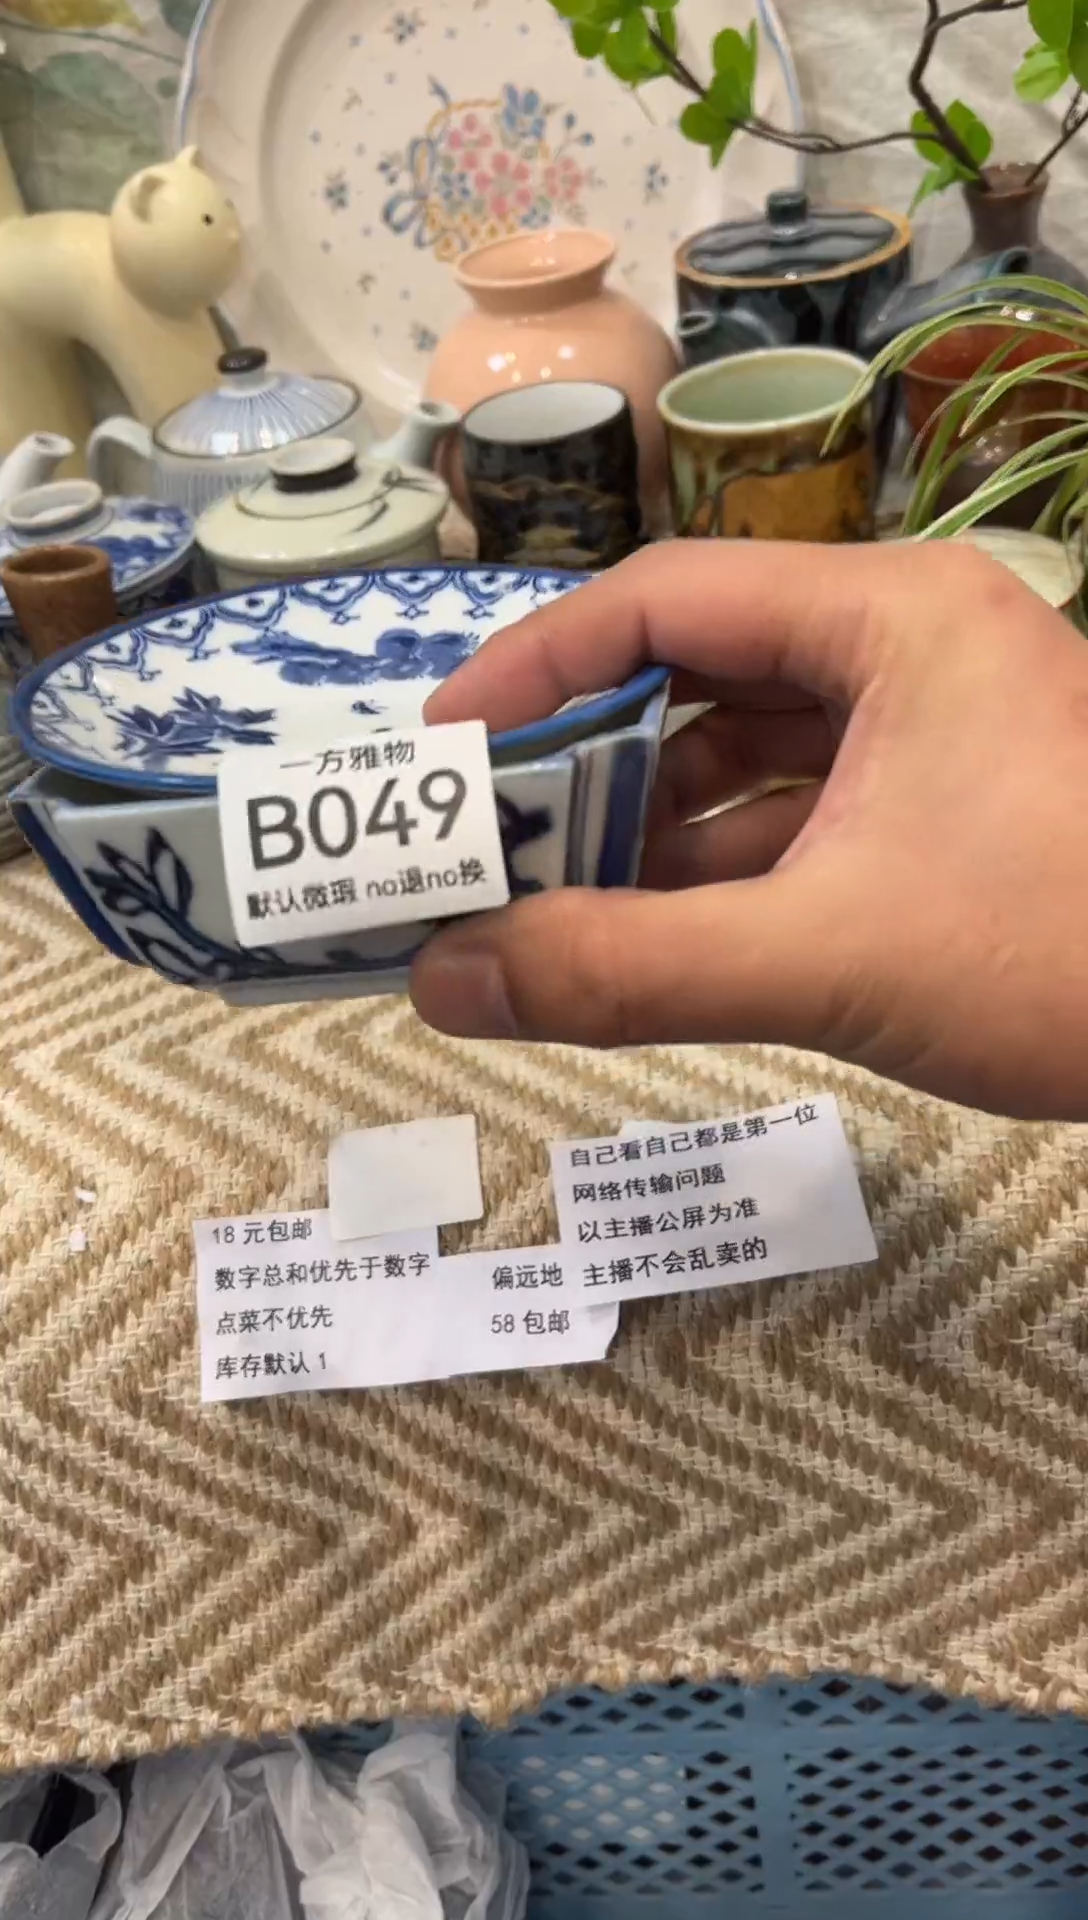 一方雅物
B049
默认微瑕 no退no换
自己看自己都是第一位
网络传输问题
以主播公屏为准
主播不会乱卖的
18 元包邮
数字总和优先于数字
点菜不优先
库存默认 1
偏远地
58 包邮